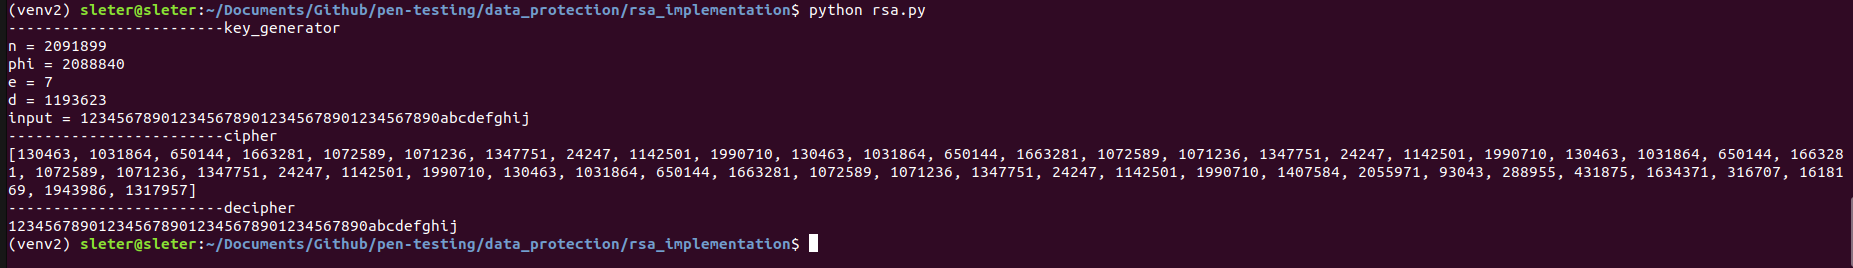 (venv2) sleter@sleter:~/Documents/Github/pen-testing/data_protection/rsa_implementation$ python rsa.py
------------------------key_generator
n = 2091899
phi = 2088840
e = 7
d = 1193623
input = 1234567890123456789012345678901234567890abcdefghij
------------------------cipher
[130463, 1031864, 650144, 1663281, 1072589, 1071236, 1347751, 24247, 1142501, 1990710, 130463, 1031864, 650144, 1663281, 1072589, 1071236, 1347751, 24247, 1142501, 1990710, 130463, 1031864, 650144, 166328
1, 1072589, 1071236, 1347751, 24247, 1142501, 1990710, 130463, 1031864, 650144, 1663281, 1072589, 1071236, 1347751, 24247, 1142501, 1990710, 1407584, 2055971, 93043, 288955, 431875, 1634371, 316707, 16181
69, 1943986, 1317957]
------------------------decipher
1234567890123456789012345678901234567890abcdefghij
(venv2) sleter@sleter:~/Documents/Github/pen-testing/data_protection/rsa_implementation$